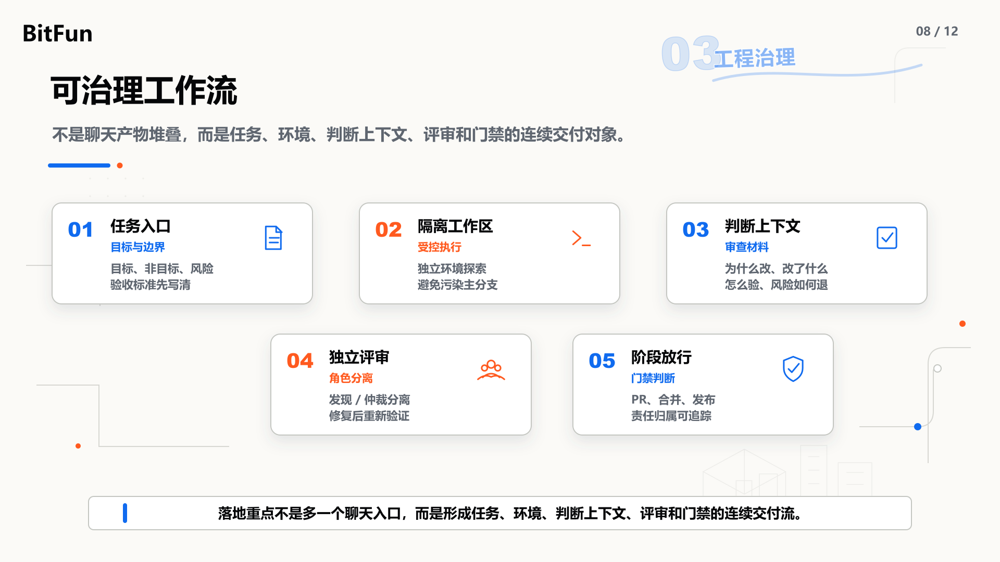 BitFun
08 / 12
03
工程治理
可治理工作流
不是聊天产物堆叠，而是任务、环境、判断上下文、评审和门禁的连续交付对象。
01
任务入口
目标与边界
目标、非目标、风险
验收标准先写清
02
隔离工作区
受控执行
独立环境探索
避免污染主分支
03
判断上下文
审查材料
为什么改、改了什么
怎么验、风险如何退
04
独立评审
角色分离
发现 / 仲裁分离
修复后重新验证
05
阶段放行
门禁判断
PR、合并、发布
责任归属可追踪
落地重点不是多一个聊天入口，而是形成任务、环境、判断上下文、评审和门禁的连续交付流。